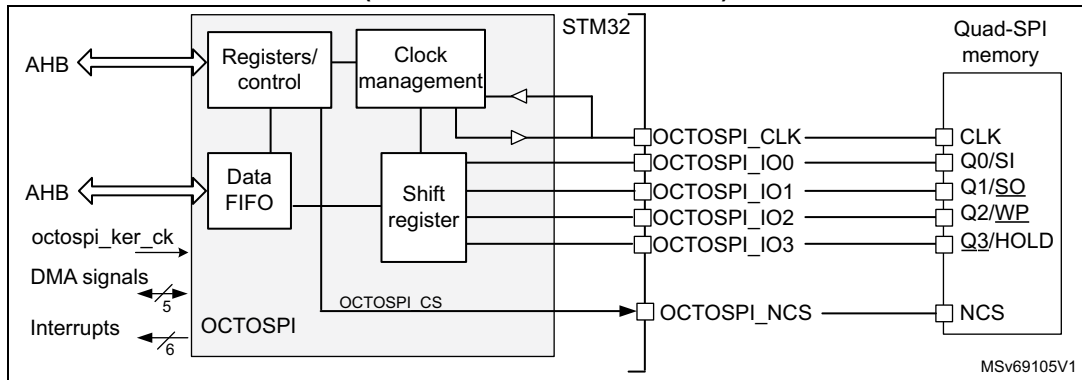 STM32
Quad-SPI
memory
AHB
Registers/
control
Clock
management
AHB
Data
FIFO
Shift
register
octospi_ker_ck
DMA signals
5
Interrupts
6
OCTOSPI
OCTOSPI_CS
OCTOSPI_CLK
OCTOSPI_IO0
OCTOSPI_IO1
OCTOSPI_IO2
OCTOSPI_IO3
OCTOSPI_NCS
CLK
Q0/SI
Q1/SO
Q2/WP
Q3/HOLD
NCS
MSv69105V1